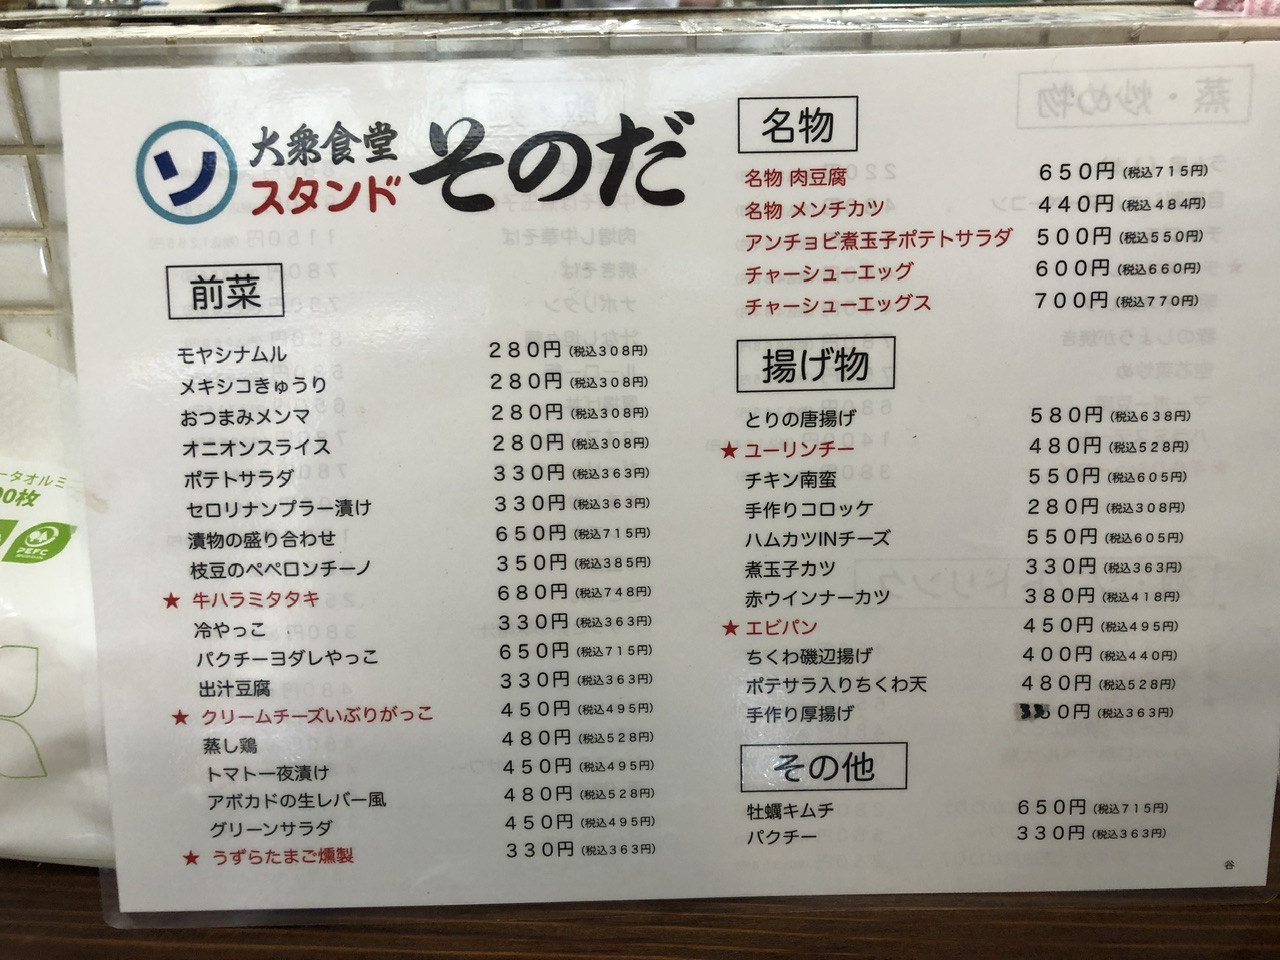 ソ 大衆食堂 スタンド そのだ
前菜
モヤシナムル 280円(税込308円)
メキシコきゅうり 280円(税込308円)
おつまみメンマ 280円(税込308円)
オニオンスライス 280円(税込308円)
ポテトサラダ 330円(税込363円)
セロリナンプラー漬け 330円(税込363円)
漬物の盛り合わせ 650円(税込715円)
枝豆のペペロンチーノ 350円(税込385円)
★ 牛ハラミタタキ 680円(税込748円)
冷やっこ 330円(税込363円)
パクチーヨダレやっこ 650円(税込715円)
出汁豆腐 330円(税込363円)
★ クリームチーズいぶりがっこ 450円(税込495円)
蒸し鶏 480円(税込528円)
トマト一夜漬け 450円(税込495円)
アボカドの生レバー風 480円(税込528円)
グリーンサラダ 450円(税込495円)
★ うずらたまご燻製 330円(税込363円)
名物
名物 肉豆腐 650円(税込715円)
名物 メンチカツ 440円(税込484円)
アンチョビ煮玉子ポテトサラダ 500円(税込550円)
チャーシューエッグ 600円(税込660円)
チャーシューエッグス 700円(税込770円)
揚げ物
とりの唐揚げ 580円(税込638円)
★ ユーリンチー 480円(税込528円)
チキン南蛮 550円(税込605円)
手作りコロッケ 280円(税込308円)
ハムカツINチーズ 550円(税込605円)
煮玉子カツ 330円(税込363円)
赤ウインナーカツ 380円(税込418円)
★ エビパン 450円(税込495円)
ちくわ磯辺揚げ 400円(税込440円)
ポテサラ入りちくわ天 480円(税込528円)
手作り厚揚げ 330円(税込363円)
その他
牡蠣キムチ 650円(税込715円)
パクチー 330円(税込363円)
谷
タオルミ
0枚
PEFC